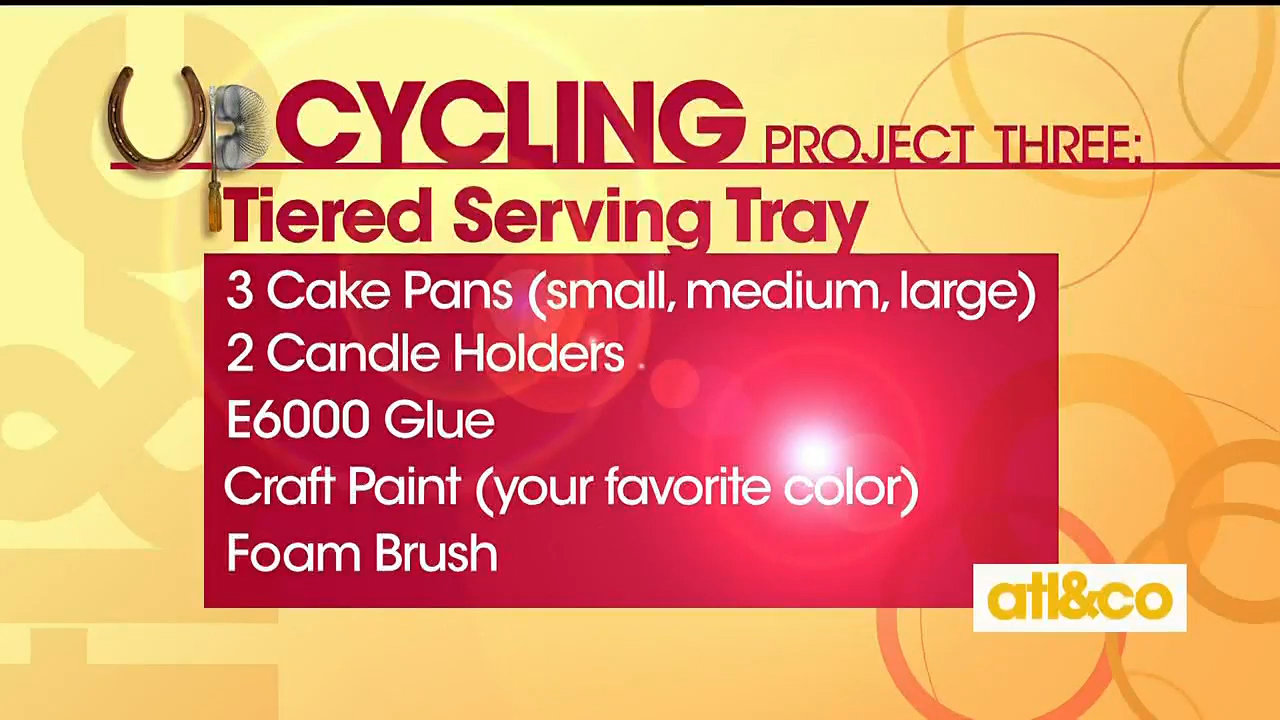 UPCYCLING PROJECT THREE:
Tiered Serving Tray
3 Cake Pans (small, medium, large)
2 Candle Holders
E6000 Glue
Craft Paint (your favorite color)
Foam Brush
atl&co